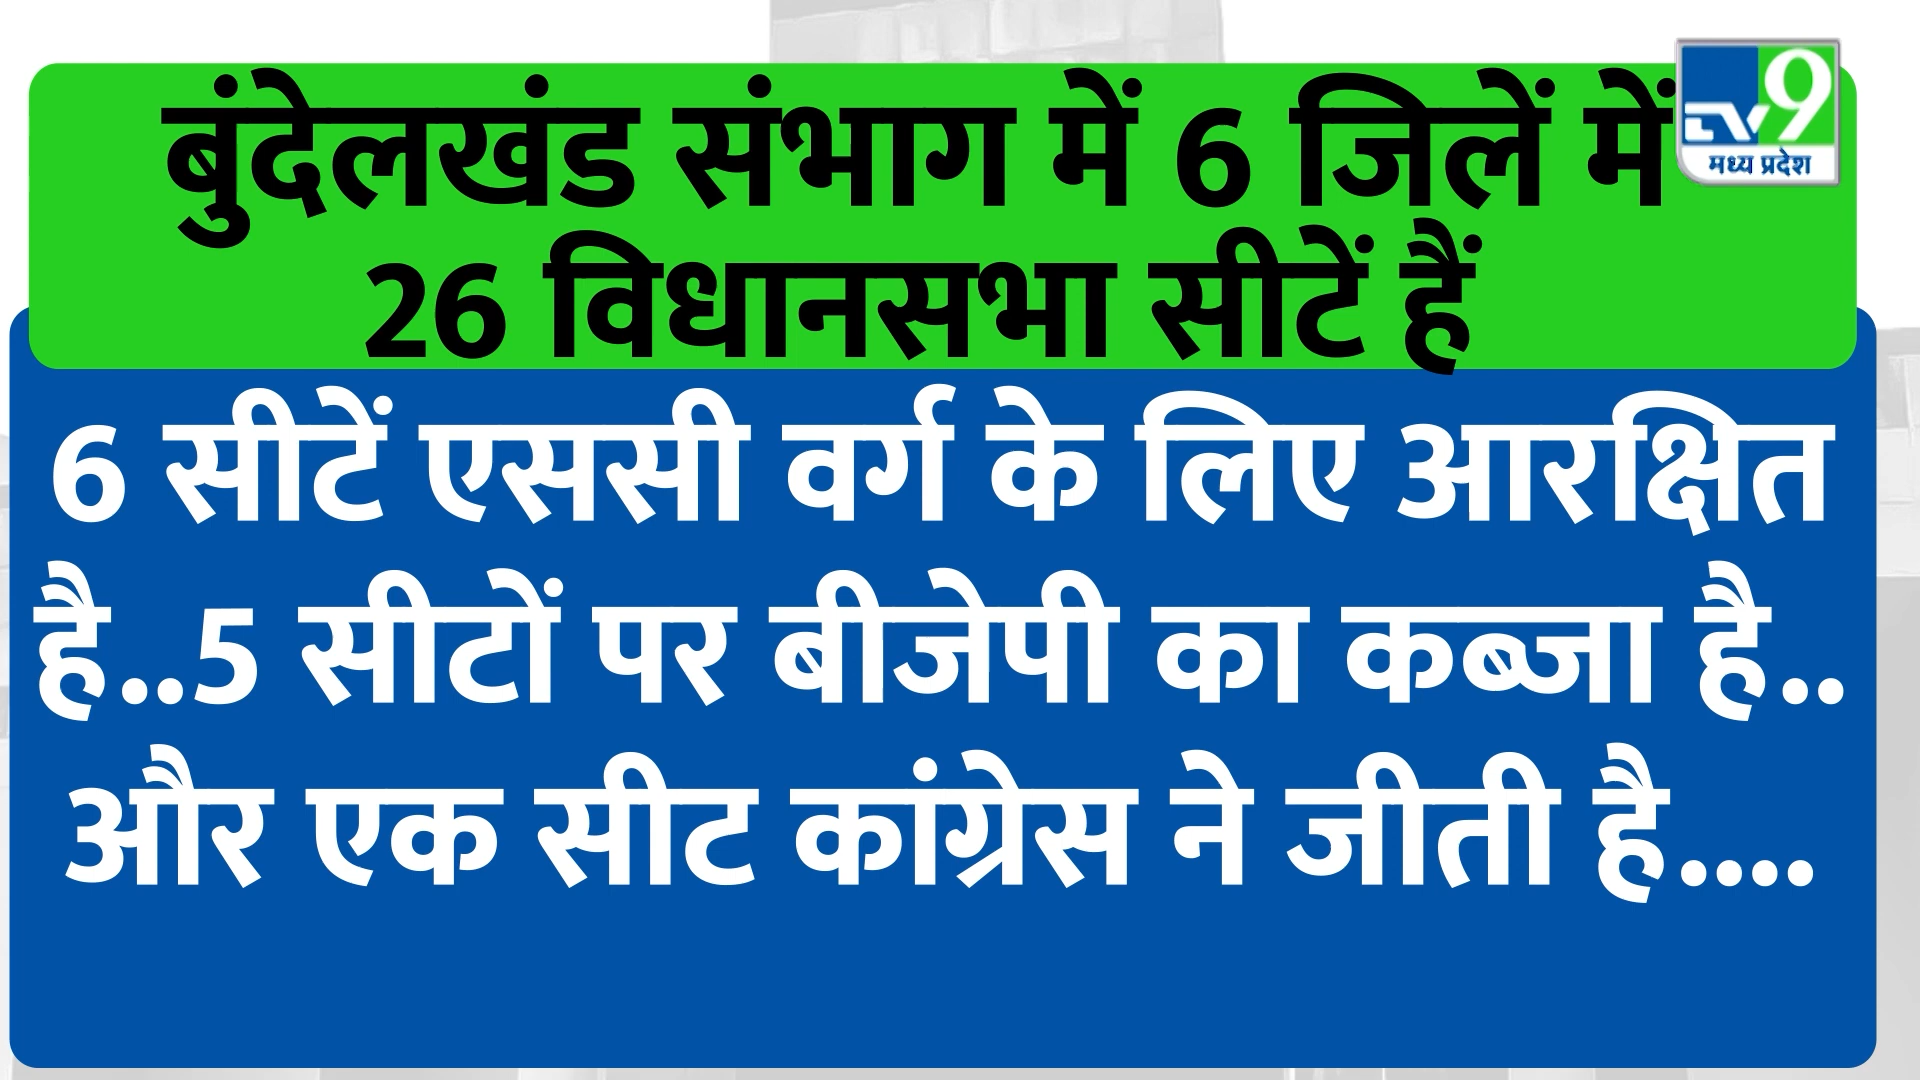 बुंदेलखंड संभाग में 6 जिलें में
26 विधानसभा सीटें हैं
TV9
मध्य प्रदेश
6 सीटें एससी वर्ग के लिए आरक्षित
है..5 सीटों पर बीजेपी का कब्जा है..
और एक सीट कांग्रेस ने जीती है....